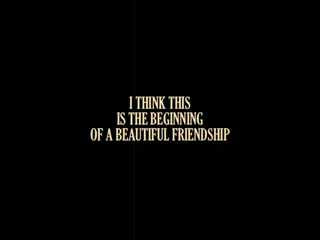 I THINK THIS
IS THE BEGINNING
OF A BEAUTIFUL FRIENDSHIP